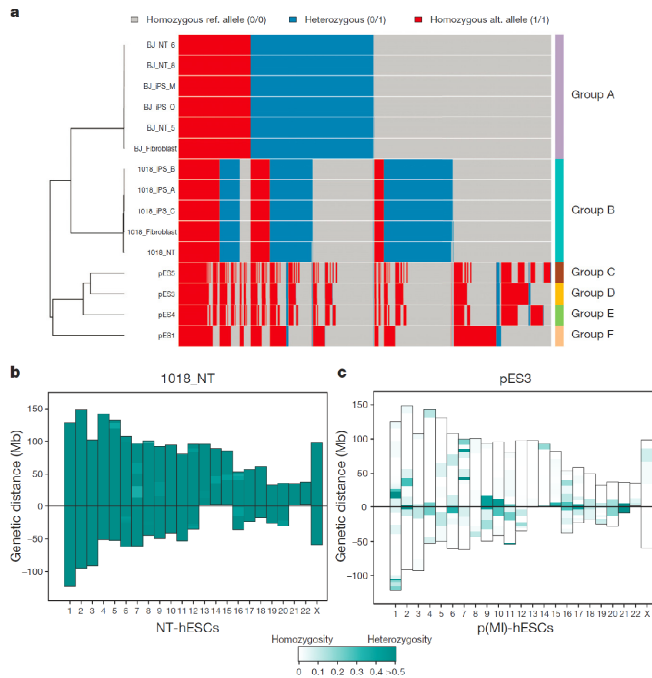 a
Homozygous ref. allele (0/0) Heterozygous (0/1) Homozygous alt. allele (1/1)
BJ_NT_6
BJ_NT_8
BJ_iPS_M
BJ_iPS_O
BJ_NT_5
BJ_Fibroblast
Group A
1018_iPS_B
1018_iPS_A
1018_iPS_C
1018_Fibroblast
1018_NT
Group B
Group C
Group D
pES4 Group E
pES1 Group F
b 1018_NT
Genetic distance (Mb)
150
100
50
0
−50
−100
1 2 3 4 5 6 7 8 9 10 11 12 13 14 15 16 17 18 19 20 21 22 X
NT-hESCs
c pES3
Genetic distance (Mb)
150
100
50
0
−50
−100
1 2 3 4 5 6 7 8 9 10 11 12 13 14 15 16 17 18 19 20 21 22 X
p(MI)-hESCs
Homozygosity Heterozygosity
0 0.1 0.2 0.3 0.4 >0.5